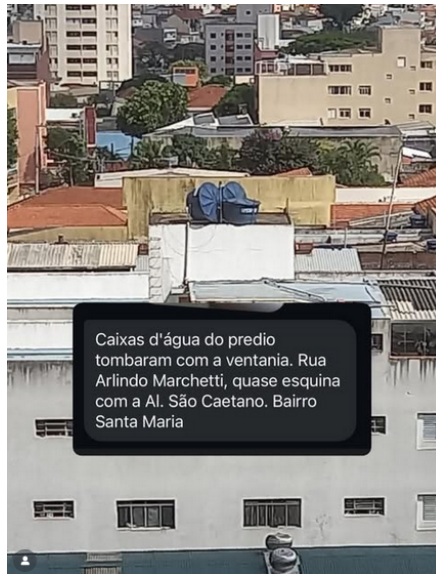 Caixas d'água do predio
tombaram com a ventania. Rua
Arlindo Marchetti, quase esquina
com a Al. São Caetano. Bairro
Santa Maria